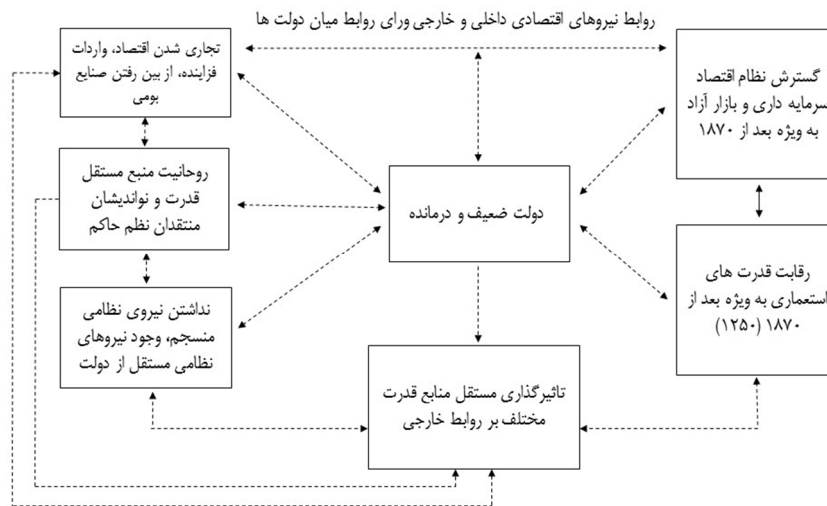 روابط نیروهای اقتصادی داخلی و خارجی ورای روابط میان دولت ها
گسترش نظام اقتصاد
سرمایه داری و بازار آزاد
به ویژه بعد از ۱۸۷۰
تجاری شدن اقتصاد، واردات
فزاینده، از بین رفتن صنایع
بومی
روحانیت منبع مستقل
قدرت و نواندیشان
منتقدان نظم حاکم
دولت ضعیف و درمانده
رقابت قدرت های
استعماری به ویژه بعد از
۱۸۷۰ (۱۲۵۰)
نداشتن نیروی نظامی
منسجم، وجود نیروهای
نظامی مستقل از دولت
تاثیرگذاری مستقل منابع قدرت
مختلف بر روابط خارجی